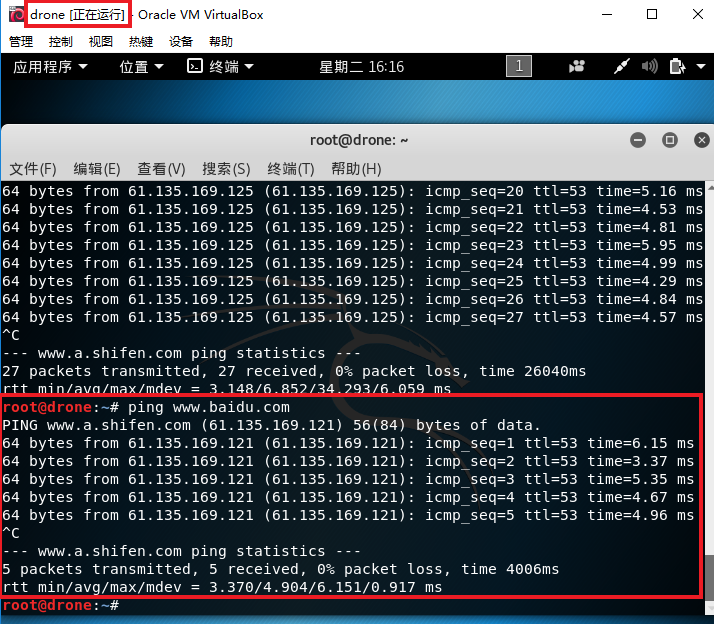 drone [正在运行] - Oracle VM VirtualBox
管理 控制 视图 热键 设备 帮助
应用程序 位置 终端 星期二 16:16 1
root@drone: ~
文件(F) 编辑(E) 查看(V) 搜索(S) 终端(T) 帮助(H)
64 bytes from 61.135.169.125 (61.135.169.125): icmp_seq=20 ttl=53 time=5.16 ms
64 bytes from 61.135.169.125 (61.135.169.125): icmp_seq=21 ttl=53 time=4.53 ms
64 bytes from 61.135.169.125 (61.135.169.125): icmp_seq=22 ttl=53 time=4.81 ms
64 bytes from 61.135.169.125 (61.135.169.125): icmp_seq=23 ttl=53 time=5.95 ms
64 bytes from 61.135.169.125 (61.135.169.125): icmp_seq=24 ttl=53 time=4.99 ms
64 bytes from 61.135.169.125 (61.135.169.125): icmp_seq=25 ttl=53 time=4.29 ms
64 bytes from 61.135.169.125 (61.135.169.125): icmp_seq=26 ttl=53 time=4.84 ms
64 bytes from 61.135.169.125 (61.135.169.125): icmp_seq=27 ttl=53 time=4.57 ms
^C
--- www.a.shifen.com ping statistics ---
27 packets transmitted, 27 received, 0% packet loss, time 26040ms
rtt min/avg/max/mdev = 3.148/6.852/34.293/6.059 ms
root@drone:~# ping www.baidu.com
PING www.a.shifen.com (61.135.169.121) 56(84) bytes of data.
64 bytes from 61.135.169.121 (61.135.169.121): icmp_seq=1 ttl=53 time=6.15 ms
64 bytes from 61.135.169.121 (61.135.169.121): icmp_seq=2 ttl=53 time=3.37 ms
64 bytes from 61.135.169.121 (61.135.169.121): icmp_seq=3 ttl=53 time=5.35 ms
64 bytes from 61.135.169.121 (61.135.169.121): icmp_seq=4 ttl=53 time=4.67 ms
64 bytes from 61.135.169.121 (61.135.169.121): icmp_seq=5 ttl=53 time=4.96 ms
^C
--- www.a.shifen.com ping statistics ---
5 packets transmitted, 5 received, 0% packet loss, time 4006ms
rtt min/avg/max/mdev = 3.370/4.904/6.151/0.917 ms
root@drone:~#